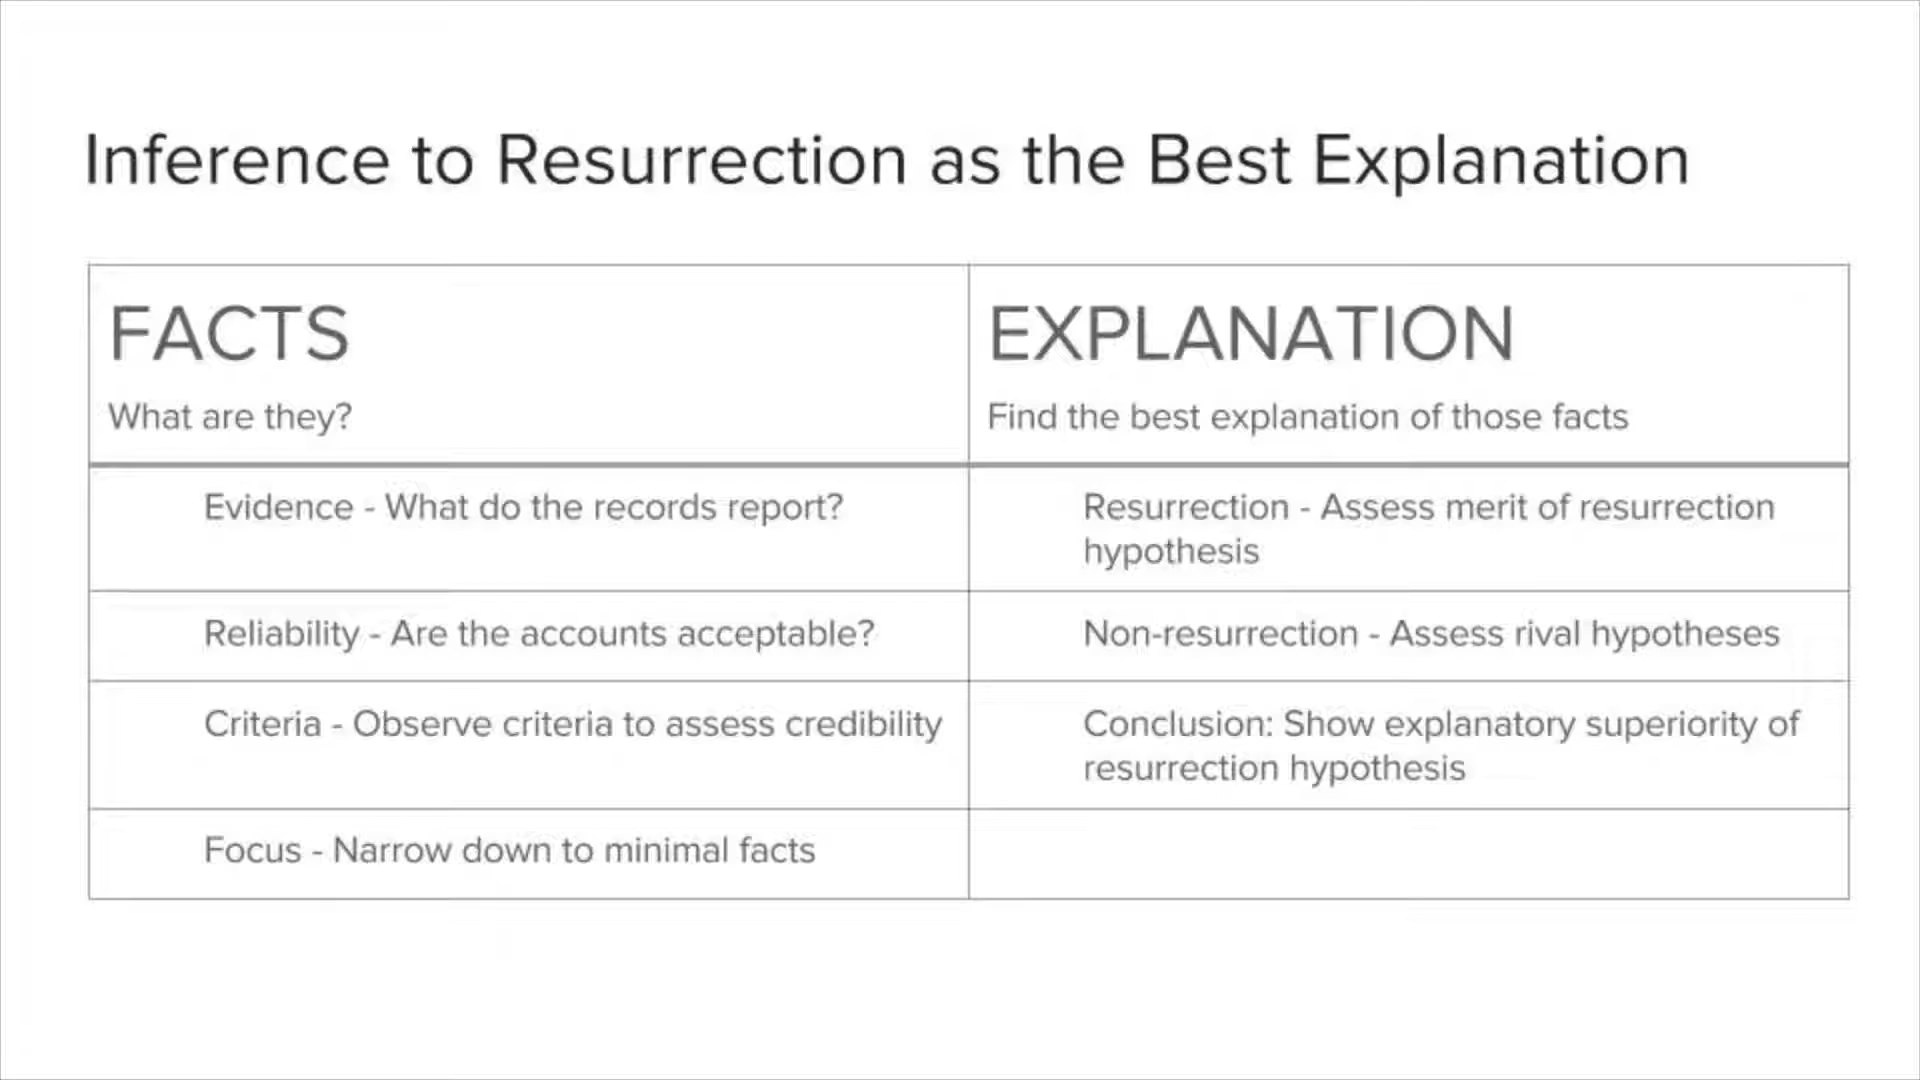 Inference to Resurrection as the Best Explanation
FACTS
What are they?
EXPLANATION
Find the best explanation of those facts
Evidence - What do the records report?
Resurrection - Assess merit of resurrection
hypothesis
Reliability - Are the accounts acceptable?
Non-resurrection - Assess rival hypotheses
Criteria - Observe criteria to assess credibility
Conclusion: Show explanatory superiority of
resurrection hypothesis
Focus - Narrow down to minimal facts